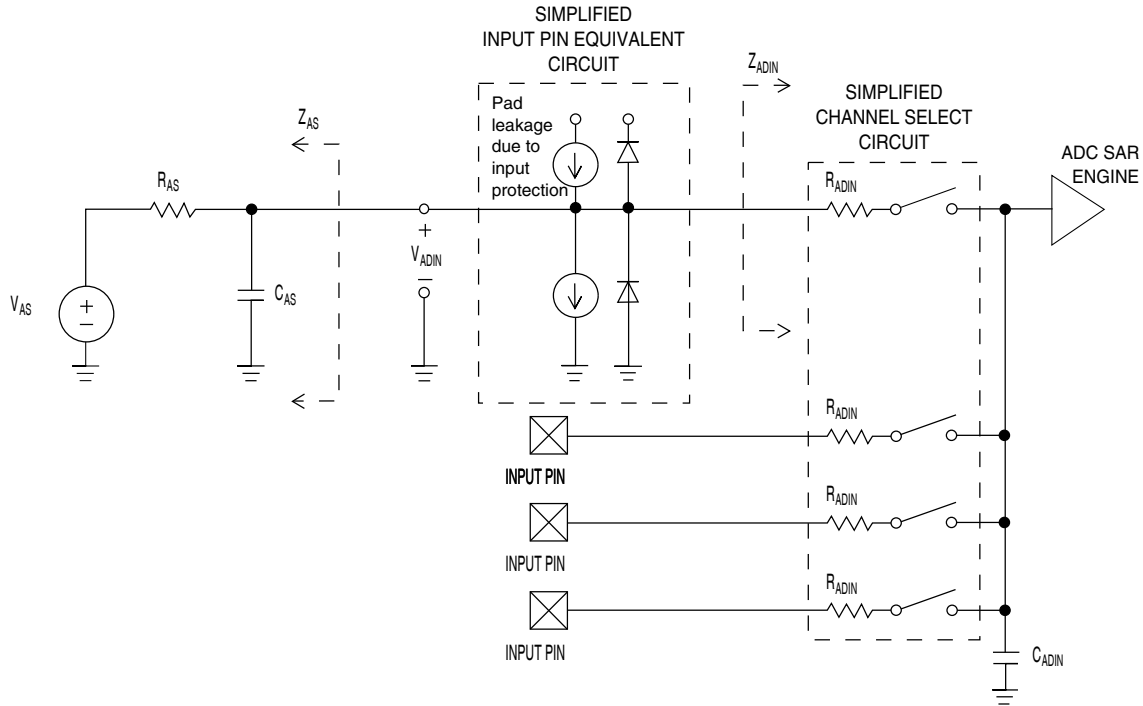 SIMPLIFIED
INPUT PIN EQUIVALENT
CIRCUIT
Z_ADIN
SIMPLIFIED
CHANNEL SELECT
CIRCUIT
Pad
leakage
due to
input
protection
Z_AS
ADC SAR
ENGINE
R_AS
R_ADIN
+
V_ADIN
–
V_AS
+
–
C_AS
R_ADIN
INPUT PIN
R_ADIN
INPUT PIN
R_ADIN
INPUT PIN
C_ADIN